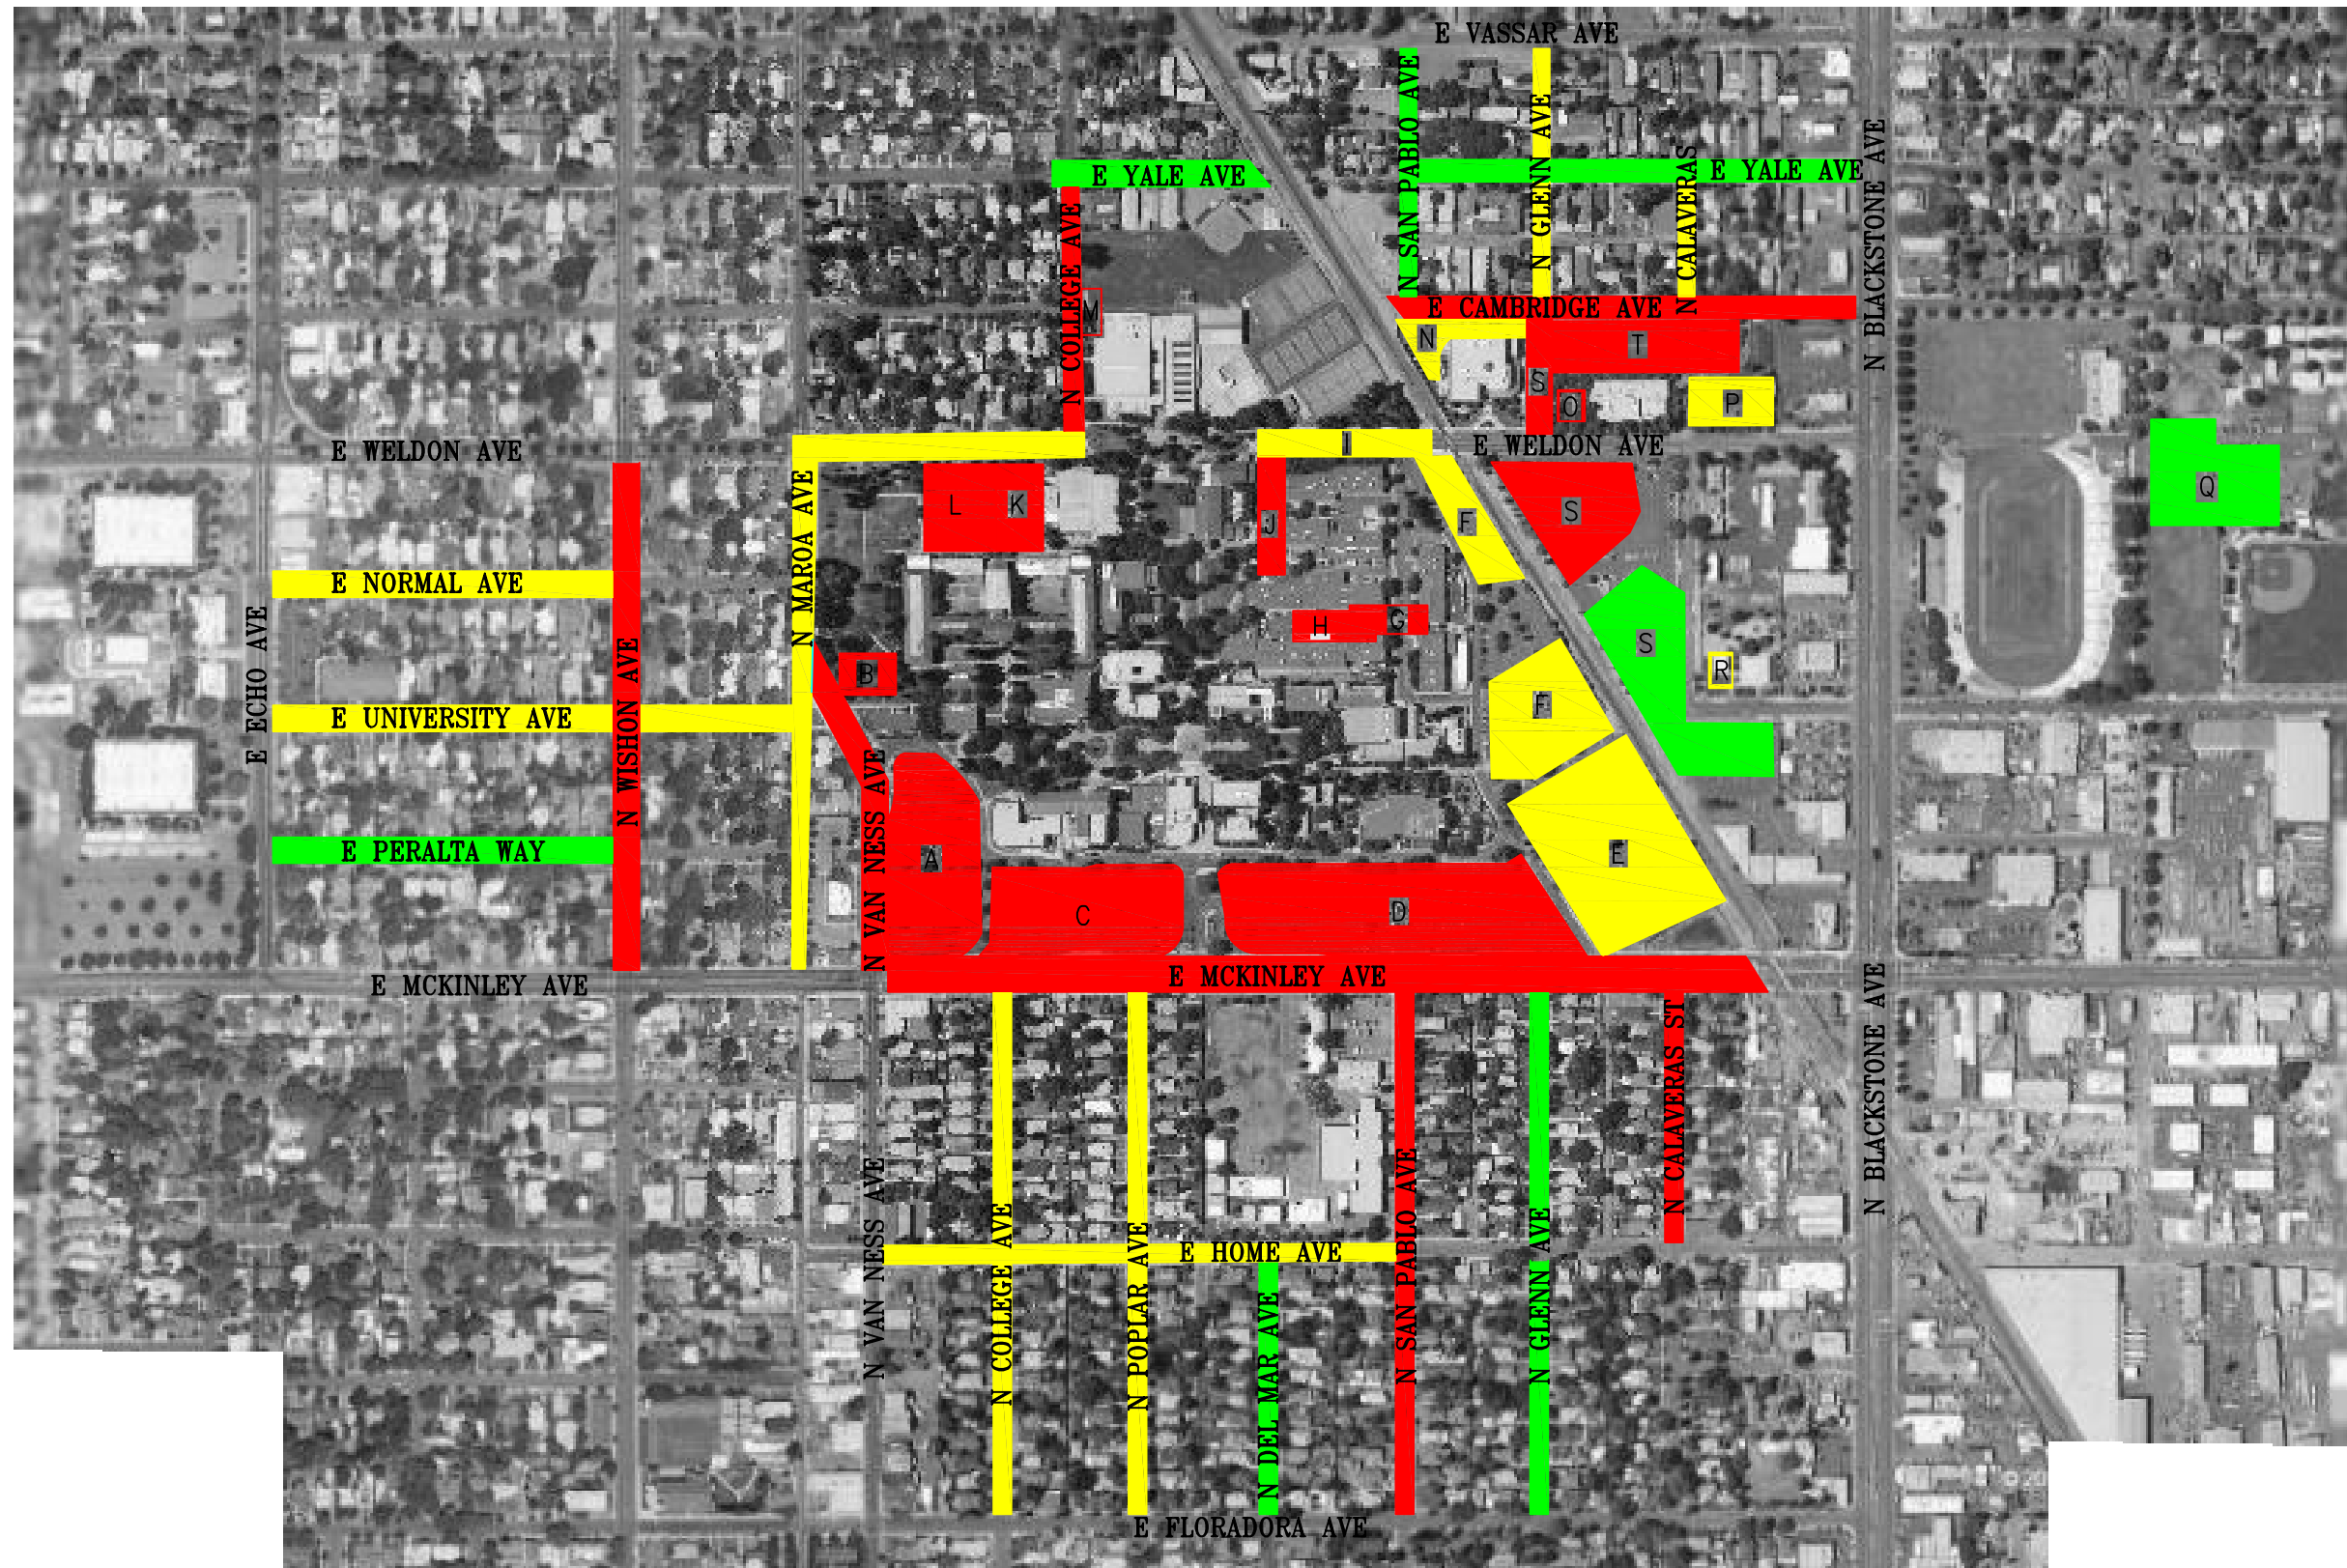 E VASSAR AVE
N SAN PABLO AVE
N GLENN AVE
N CALAVERAS
N BLACKSTONE AVE
E YALE AVE
E YALE AVE
N COLLEGE AVE
M
E CAMBRIDGE AVE
N
T
S
O
P
E WELDON AVE
I
E WELDON AVE
N MAROA AVE
L
K
J
F
S
Q
E NORMAL AVE
E ECHO AVE
N WISHON AVE
H
G
S
R
B
E UNIVERSITY AVE
F
N VAN NESS AVE
E PERALTA WAY
A
E
C
D
E MCKINLEY AVE
E MCKINLEY AVE
N BLACKSTONE AVE
N CALAVERAS ST
N VAN NESS AVE
N COLLEGE AVE
N POPLAR AVE
E HOME AVE
N DEL MAR AVE
N SAN PABLO AVE
N GLENN AVE
E FLORADORA AVE